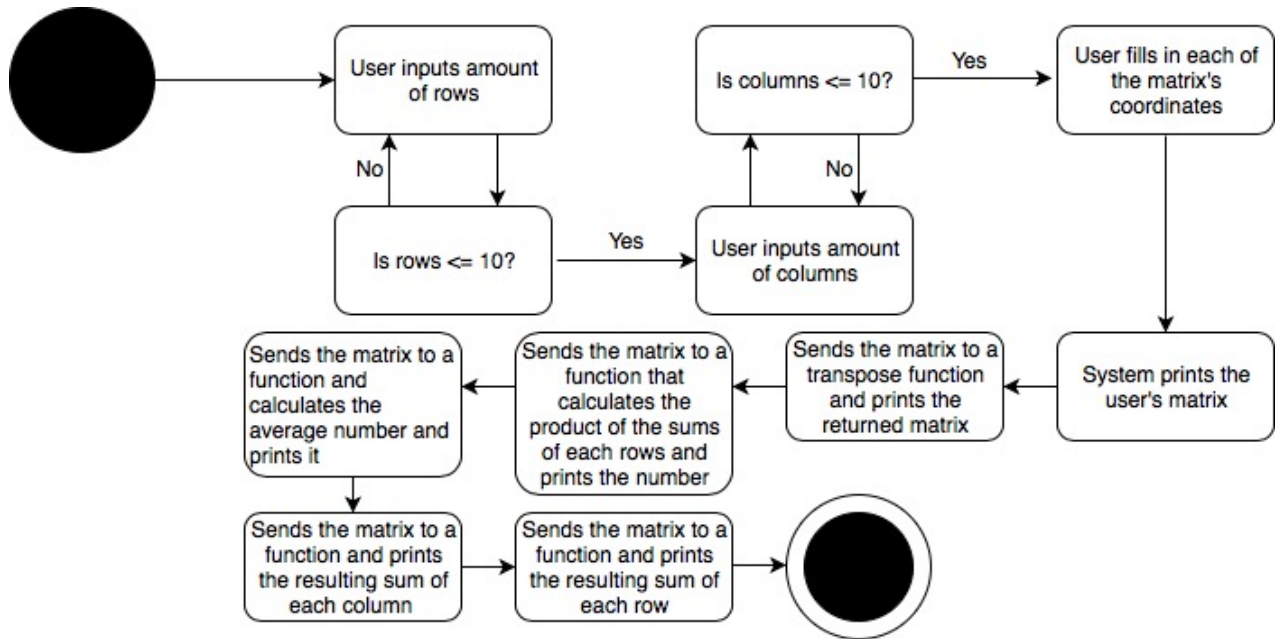 User inputs amount
of rows
No
Is rows <= 10?
Yes
User inputs amount
of columns
Is columns <= 10?
No
Yes
User fills in each of
the matrix's
coordinates
System prints the
user's matrix
Sends the matrix to a
transpose function
and prints the
returned matrix
Sends the matrix to a
function that
calculates the
product of the sums
of each rows and
prints the number
Sends the matrix to a
function and
calculates the
average number and
prints it
Sends the matrix to a
function and prints
the resulting sum of
each column
Sends the matrix to a
function and prints
the resulting sum of
each row